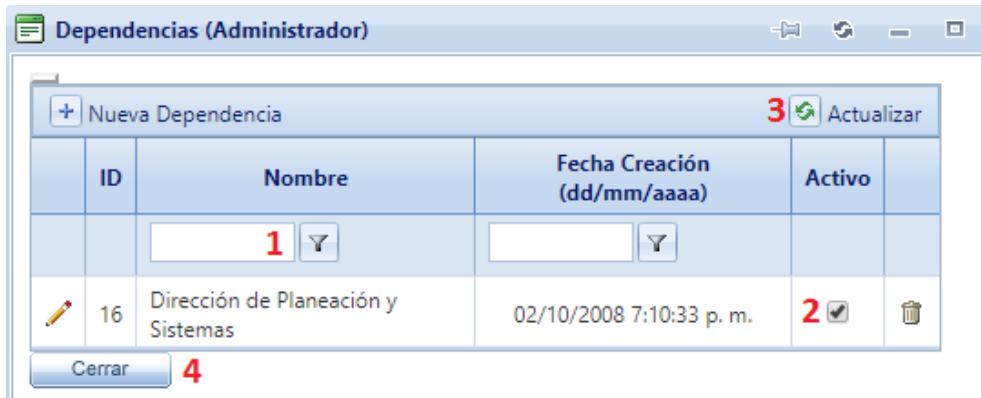 Dependencias (Administrador)
Nueva Dependencia 3 Actualizar
ID Nombre Fecha Creación (dd/mm/aaaa) Activo
1
16 Dirección de Planeación y Sistemas 02/10/2008 7:10:33 p. m. 2
Cerrar 4